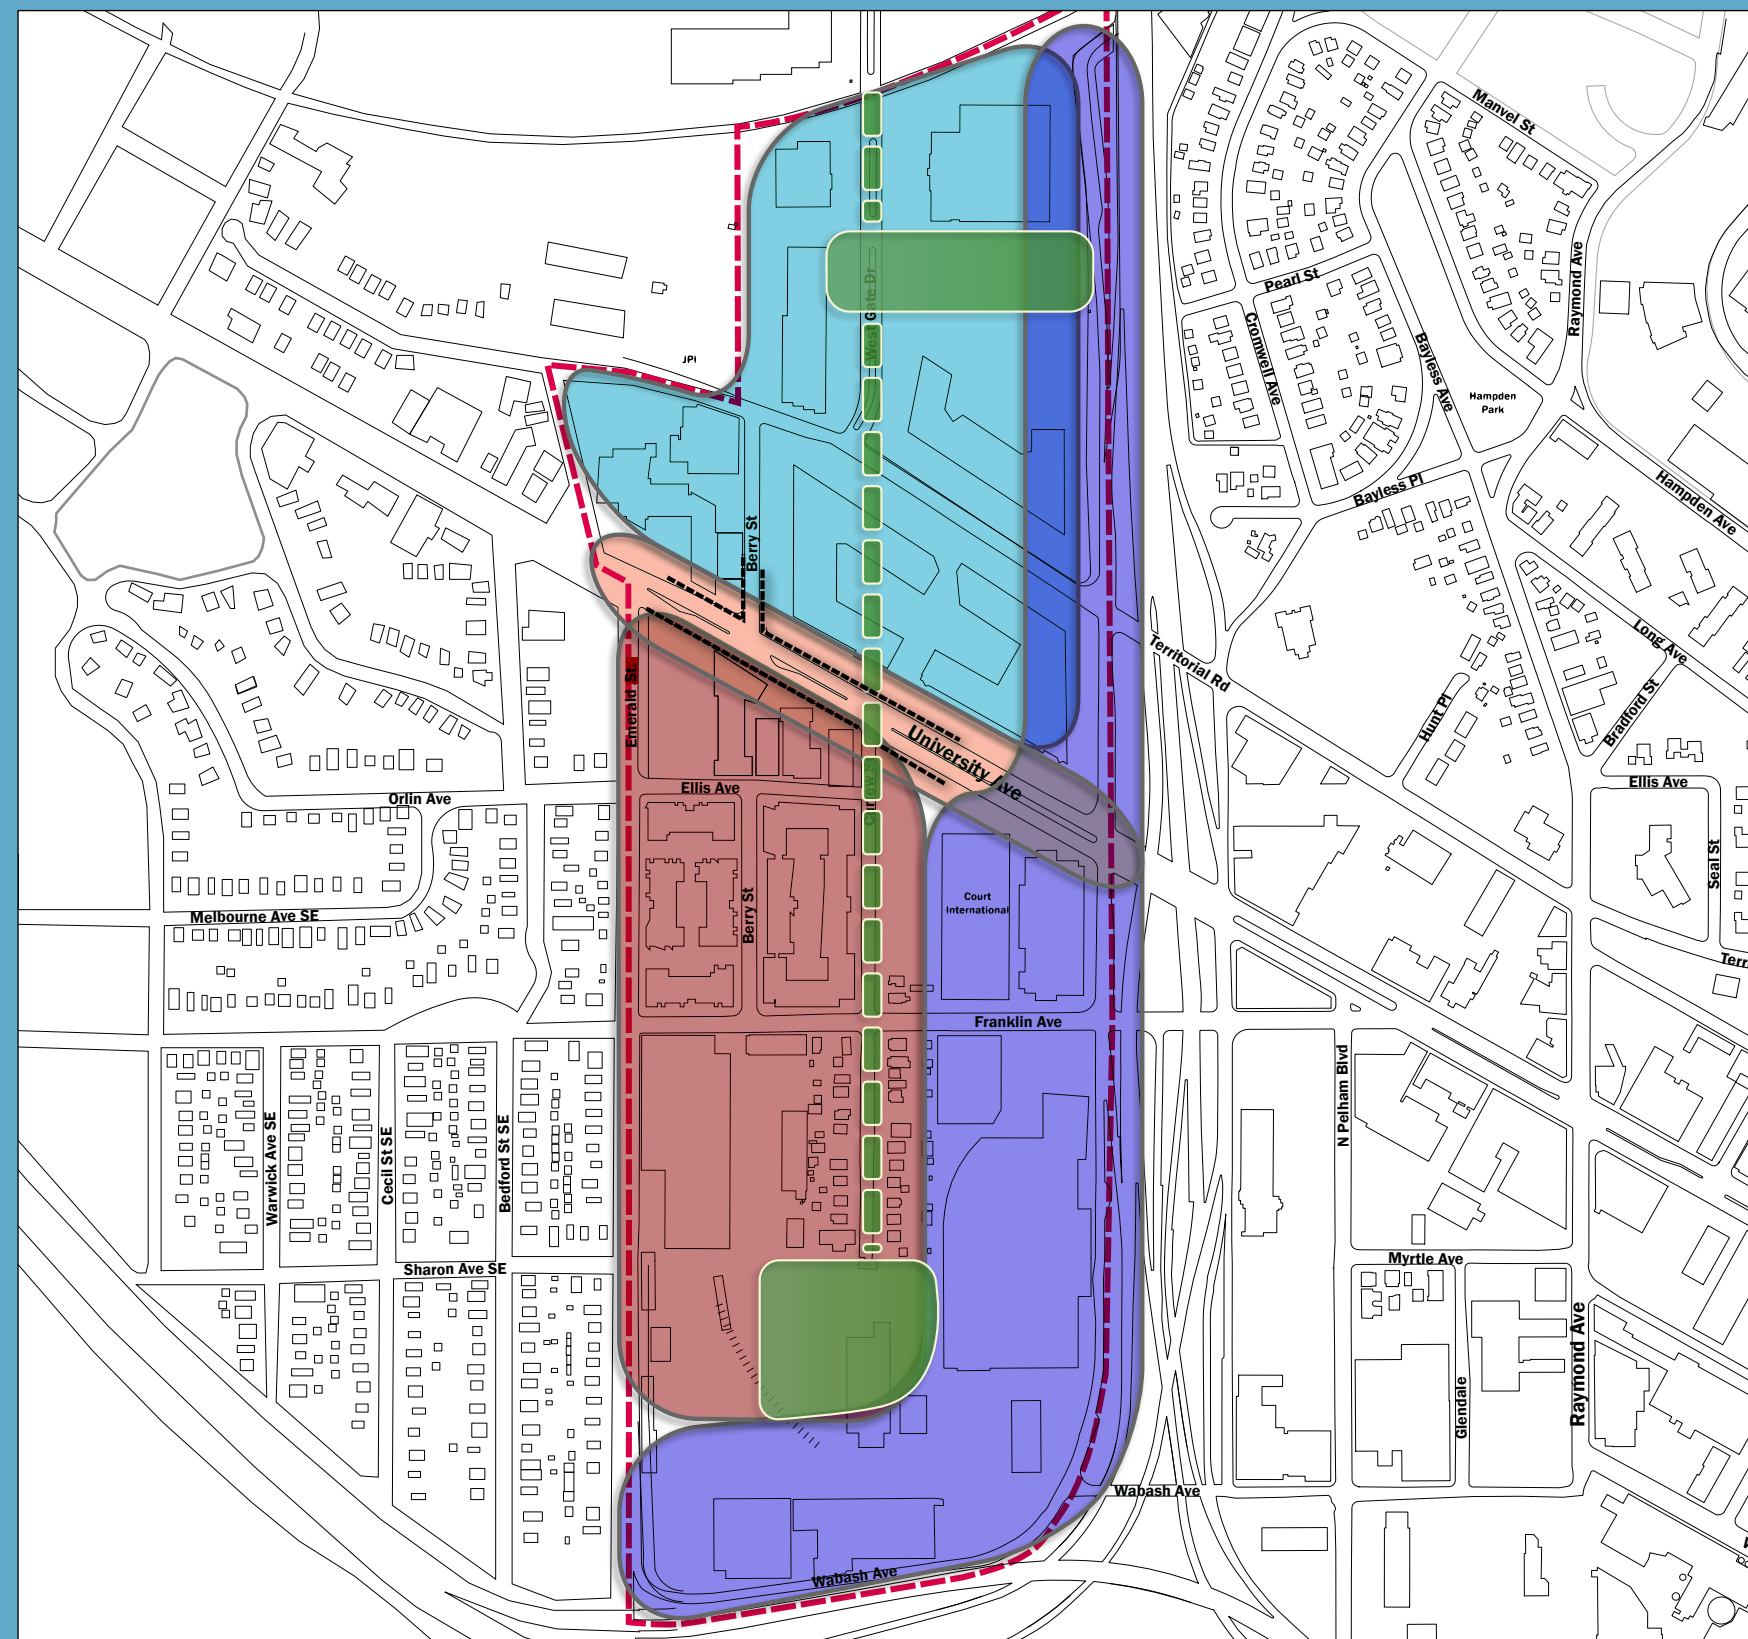 Manvel St
Raymond Ave
West Gate Dr
Pearl St
JPI
Cromwell Ave
Bayless Ave
Hampden
Park
Bayless Pl
Hampden Ave
Berry St
Long Ave
Territorial Rd
Emerald St.
Hunt Pl
Bradford St
University Ave
Ellis Ave
Ellis Ave
Orlin Ave
Seal St
Court
International
Berry St
Melbourne Ave SE
Terr
Franklin Ave
N Pelham Blvd
Warwick Ave SE
Cecil St SE
Bedford St SE
Myrtle Ave
Sharon Ave SE
Raymond Ave
Glendale
Wabash Ave
Wabash Ave